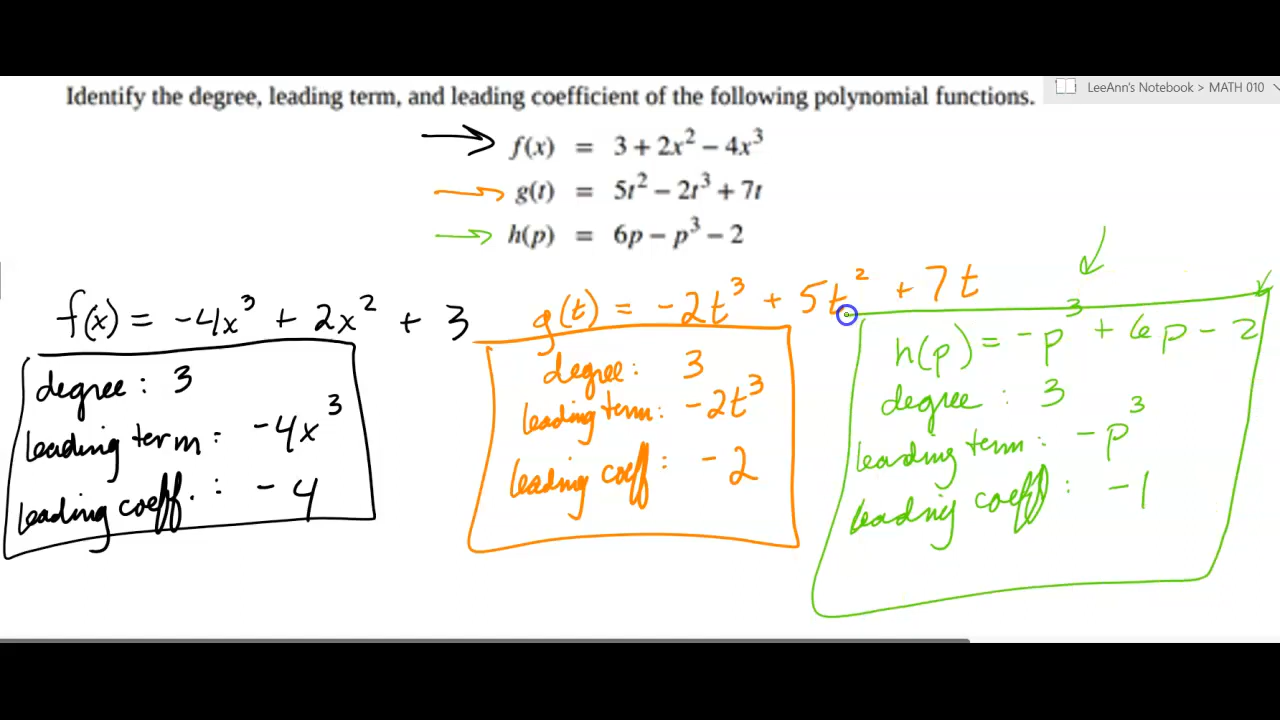 Identify the degree, leading term, and leading coefficient of the following polynomial functions.
LeeAnn's Notebook > MATH 010
f(x) = 3 + 2x² − 4x³
g(t) = 5t² − 2t³ + 7t
h(p) = 6p − p³ − 2
f(x) = -4x³ + 2x² + 3
degree : 3
leading term : -4x³
leading coeff. : -4
g(t) = -2t³ + 5t² + 7t
degree : 3
leading term : -2t³
leading coeff : -2
h(p) = -p³ + 6p - 2
degree : 3
leading term : -p³
leading coeff : -1